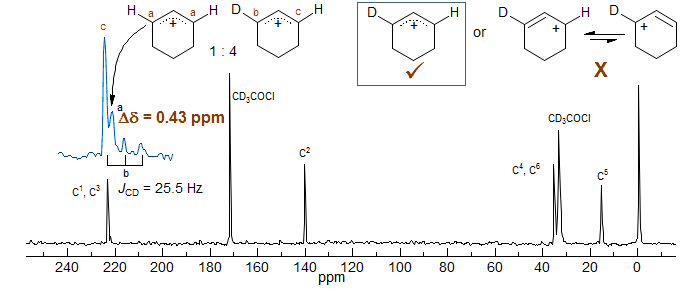 H a a H
D b c H
+
+
1 : 4
D H
+
or
D H
+
D
+
✓
X
c
a
Δδ = 0.43 ppm
b
J_CD = 25.5 Hz
C¹, C³
CD₃COCl
C²
CD₃COCl
C⁴, C⁶
C⁵
240 220 200 180 160 140 120 100 80 60 40 20 0
ppm